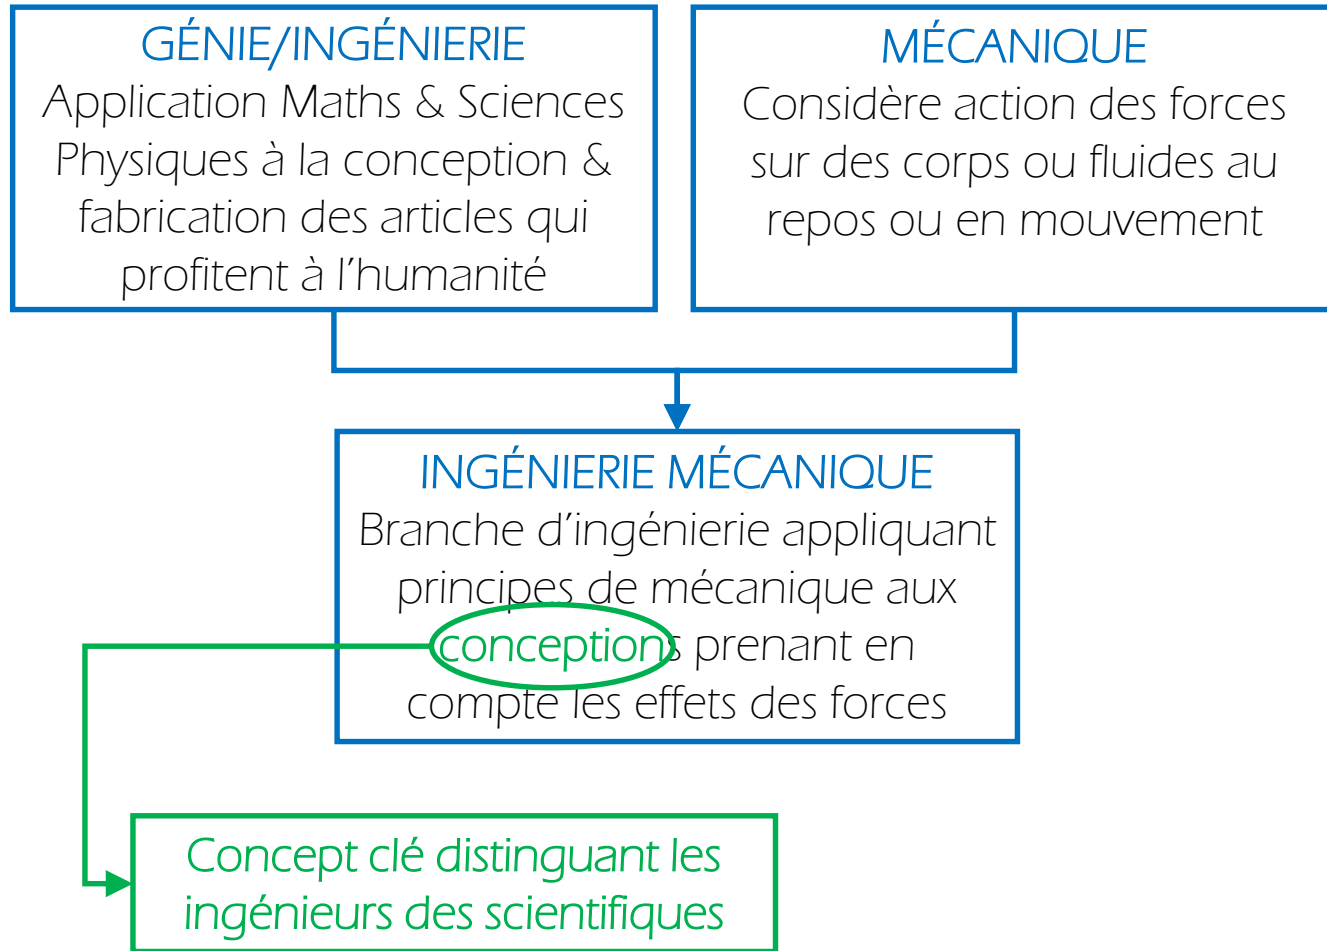 GÉNIE/INGÉNIERIE
Application Maths & Sciences
Physiques à la conception &
fabrication des articles qui
profitent à l’humanité
MÉCANIQUE
Considère action des forces
sur des corps ou fluides au
repos ou en mouvement
INGÉNIERIE MÉCANIQUE
Branche d’ingénierie appliquant
principes de mécanique aux
conceptions prenant en
compte les effets des forces
Concept clé distinguant les
ingénieurs des scientifiques